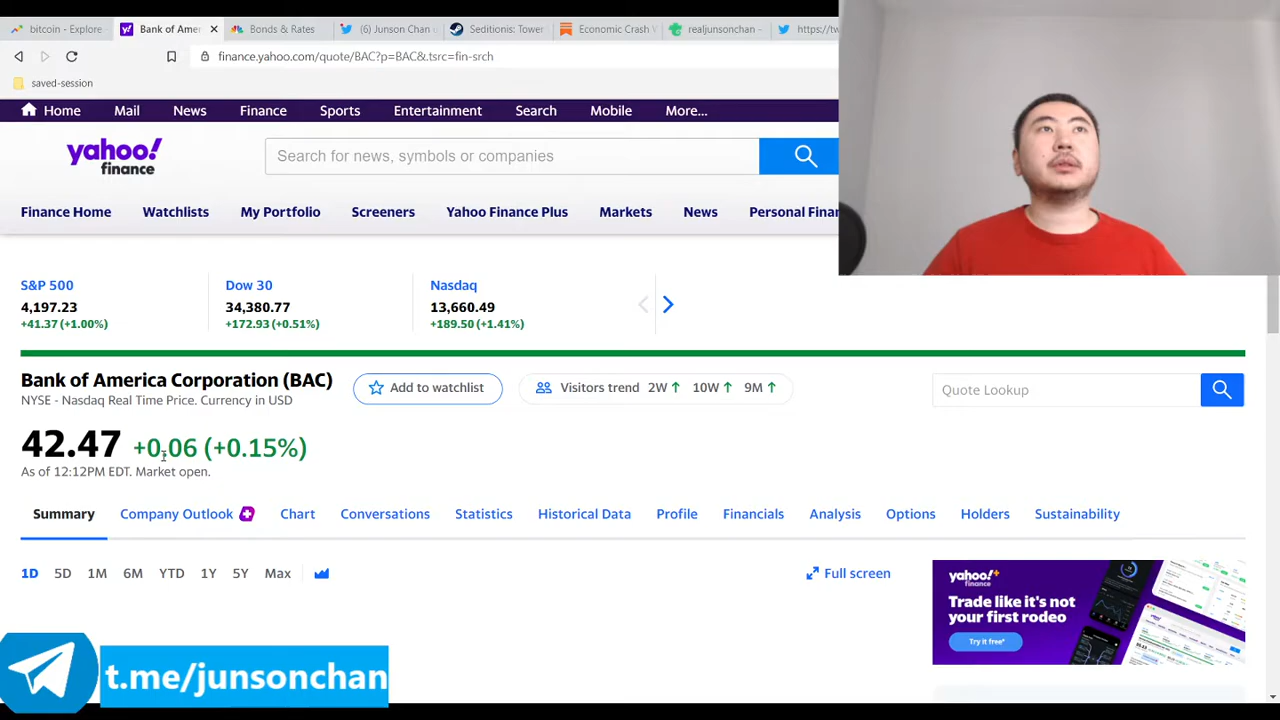 bitcoin - Explore
Bank of Amer
Bonds & Rates
(6) Junson Chan
Seditionis: Tower
Economic Crash
realjunsonchan -
https://tw
finance.yahoo.com/quote/BAC?p=BAC&.tsrc=fin-srch
saved-session
Home Mail News Finance Sports Entertainment Search Mobile More...
yahoo!
finance
Search for news, symbols or companies
Finance Home Watchlists My Portfolio Screeners Yahoo Finance Plus Markets News Personal Finan
S&P 500
4,197.23
+41.37 (+1.00%)
Dow 30
34,380.77
+172.93 (+0.51%)
Nasdaq
13,660.49
+189.50 (+1.41%)
Bank of America Corporation (BAC)
NYSE - Nasdaq Real Time Price. Currency in USD
Add to watchlist
Visitors trend 2W↑ 10W↑ 9M↑
Quote Lookup
42.47 +0.06 (+0.15%)
As of 12:12PM EDT. Market open.
Summary Company Outlook Chart Conversations Statistics Historical Data Profile Financials Analysis Options Holders Sustainability
1D 5D 1M 6M YTD 1Y 5Y Max
Full screen
yahoo!+
finance
Trade like it's not
your first rodeo
Try it free*
t.me/junsonchan